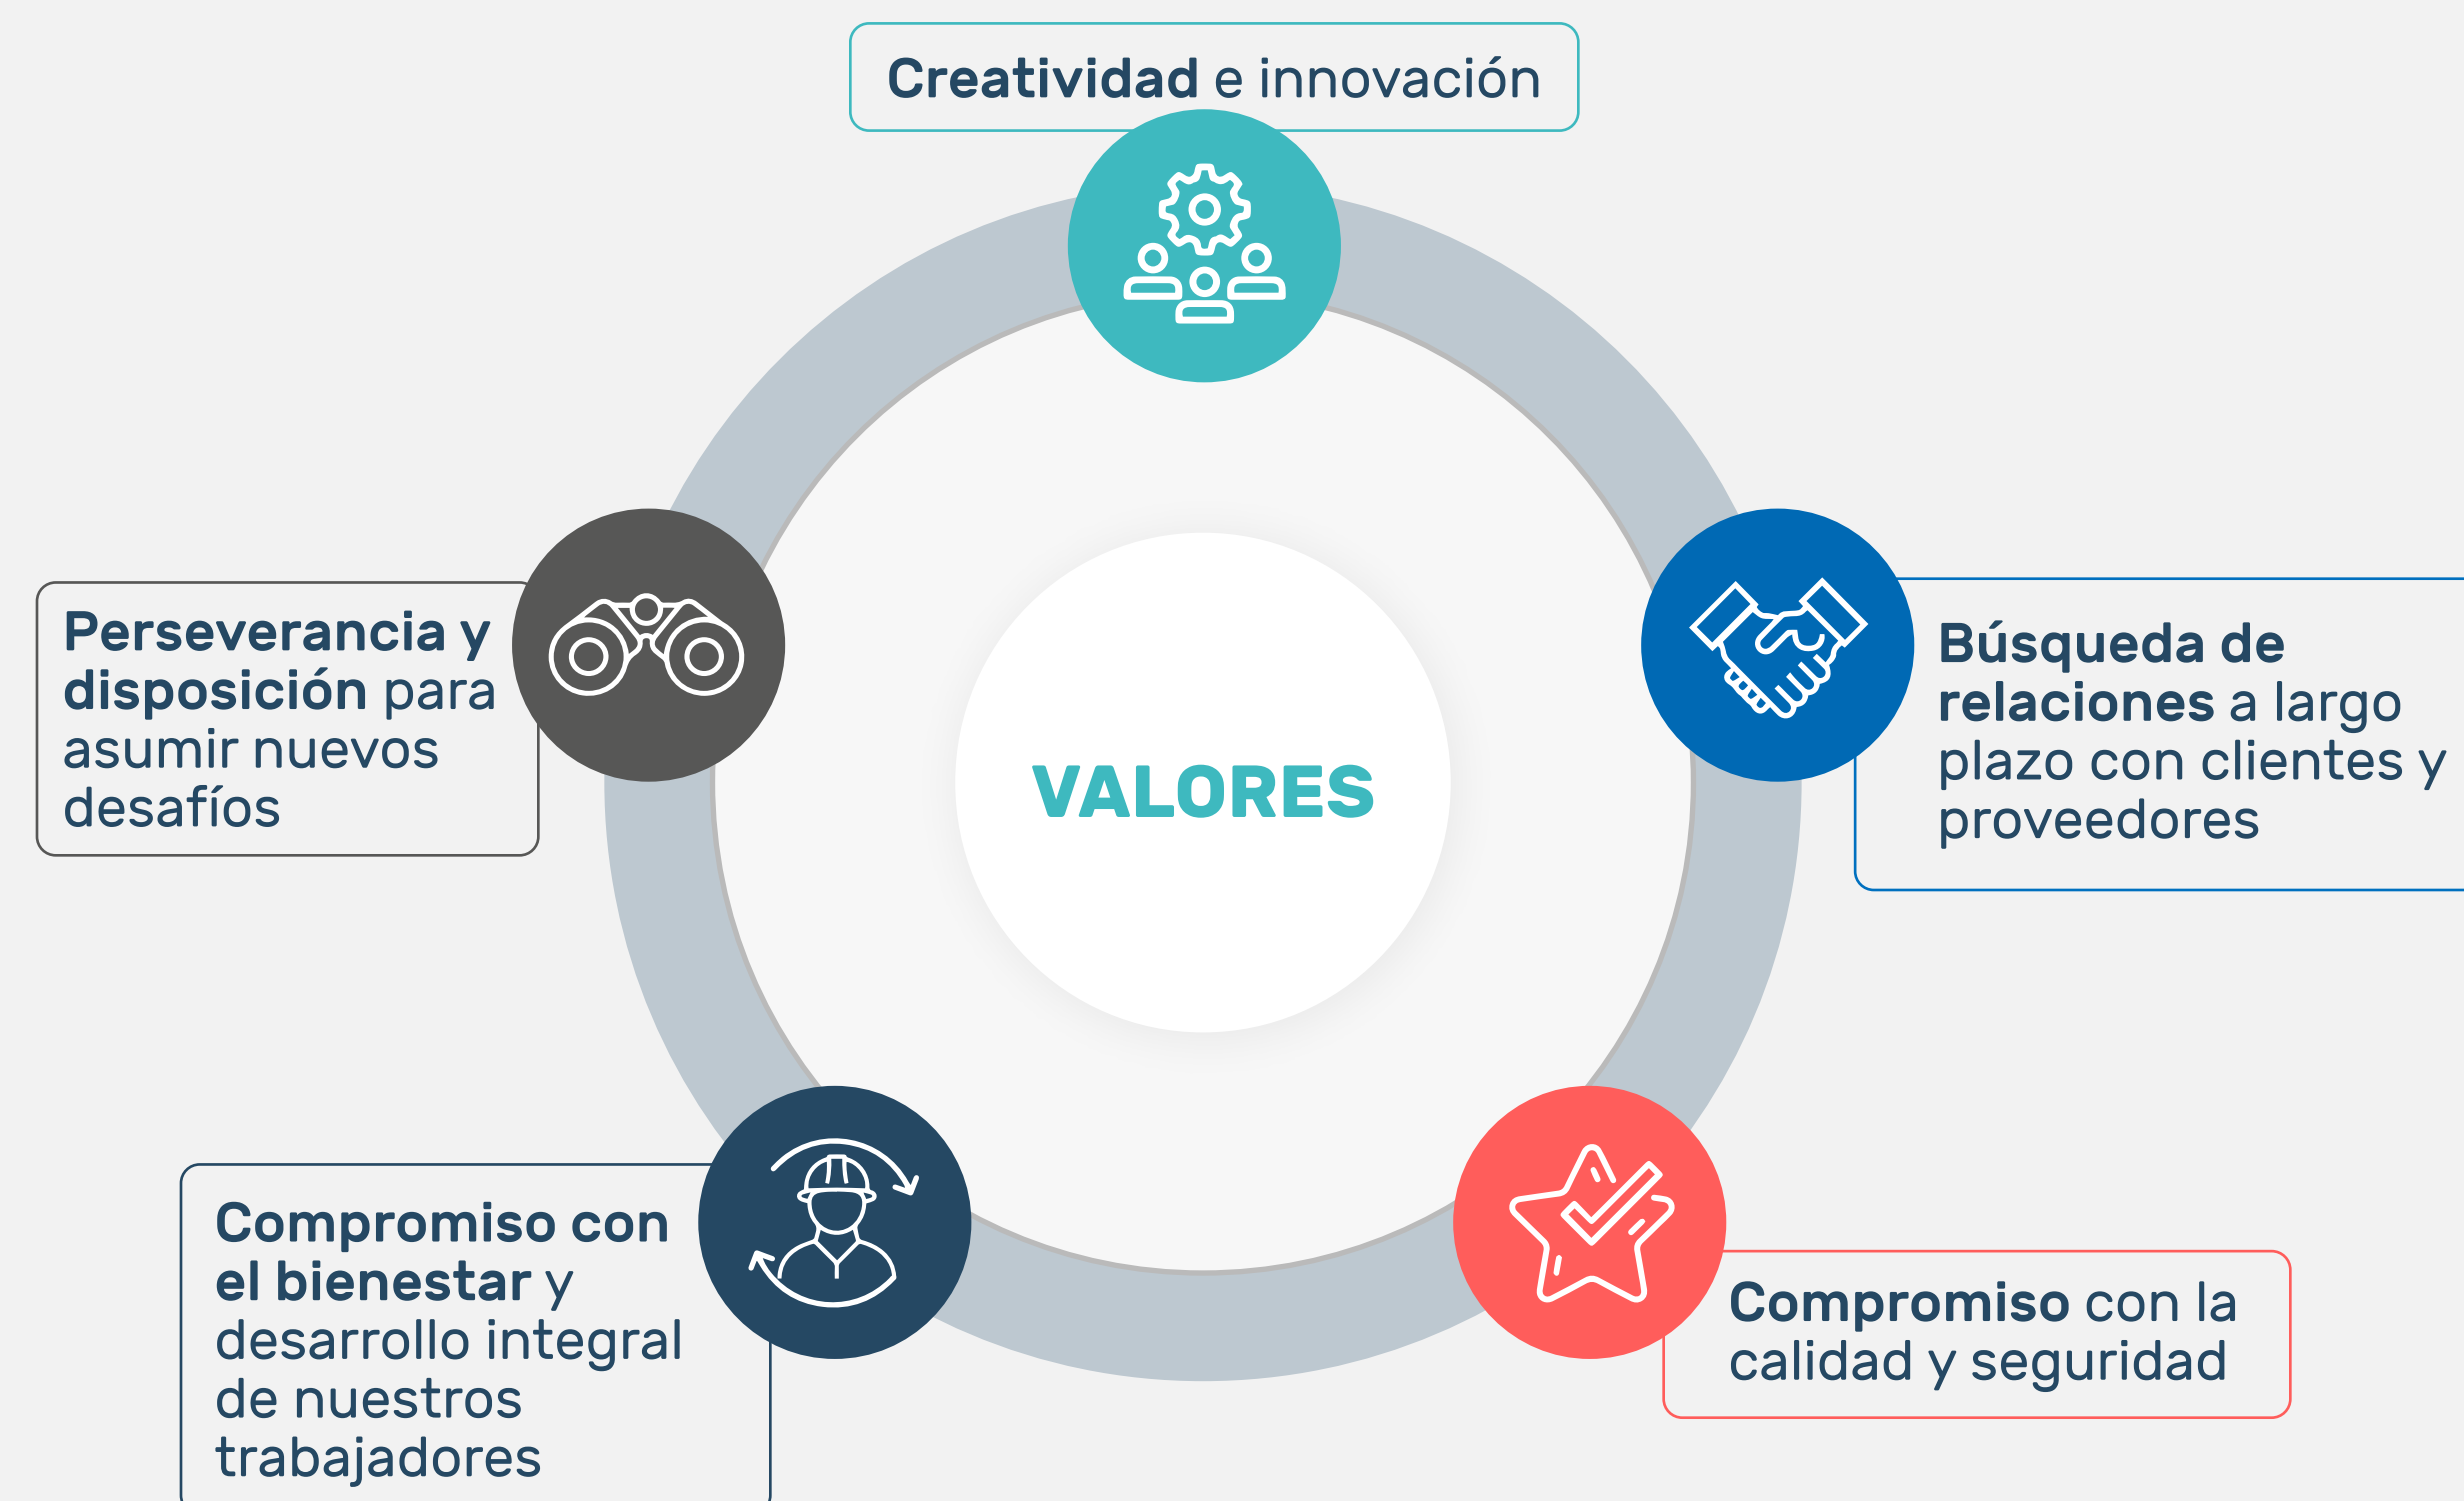 Creatividad e innovación
Perseverancia y
disposición para
asumir nuevos
desafíos
Búsqueda de
relaciones a largo
plazo con clientes y
proveedores
VALORES
Compromiso con
el bienestar y
desarrollo integral
de nuestros
trabajadores
Compromiso con la
calidad y seguridad